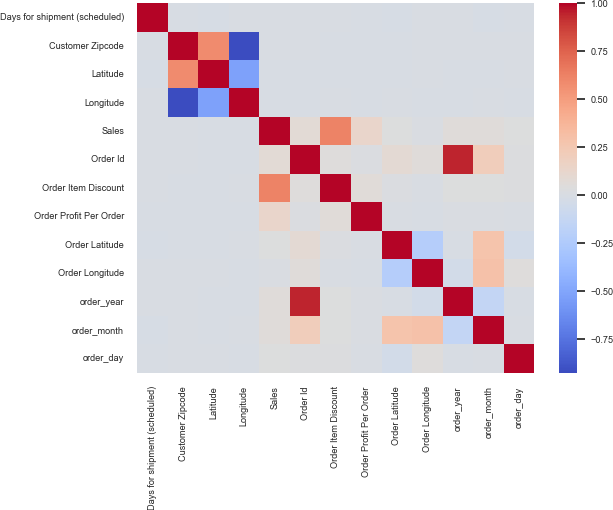 Days for shipment (scheduled)
Customer Zipcode
Latitude
Longitude
Sales
Order Id
Order Item Discount
Order Profit Per Order
Order Latitude
Order Longitude
order_year
order_month
order_day
Days for shipment (scheduled)
Customer Zipcode
Latitude
Longitude
Sales
Order Id
Order Item Discount
Order Profit Per Order
Order Latitude
Order Longitude
order_year
order_month
order_day
1.00
0.75
0.50
0.25
0.00
−0.25
−0.50
−0.75